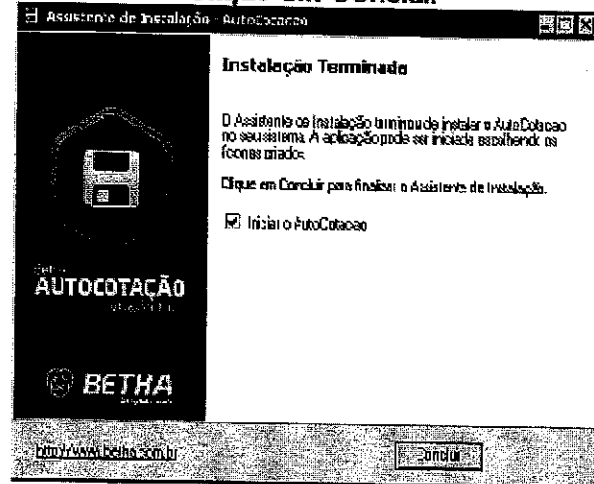 Assistente de Instalação - AutoCotacao
Instalação Terminada
O Assistente de Instalação terminou de instalar o AutoCotacao
no seu sistema. A aplicação pode ser iniciada escolhendo os
ícones criados.
Clique em Concluir para finalizar o Assistente de Instalação.
Iniciar o AutoCotacao
AUTOCOTAÇÃO
BETHA
http://www.betha.com.br
Concluir